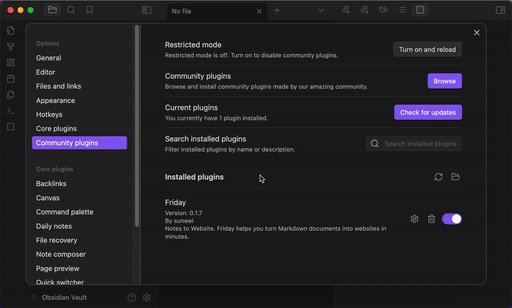 No file
Options
General
Editor
Files and links
Appearance
Hotkeys
Core plugins
Community plugins
Core plugins
Backlinks
Canvas
Command palette
Daily notes
File recovery
Note composer
Page preview
Quick switcher
Obsidian Vault
Restricted mode
Restricted mode is off. Turn on to disable community plugins.
Turn on and reload
Community plugins
Browse and install community plugins made by our amazing community.
Browse
Current plugins
You currently have 1 plugin installed.
Check for updates
Search installed plugins
Filter installed plugins by name or description.
Search installed plugins
Installed plugins
Friday
Version: 0.1.7
By sunwei
Notes to Website. Friday helps you turn Markdown documents into websites in
minutes.